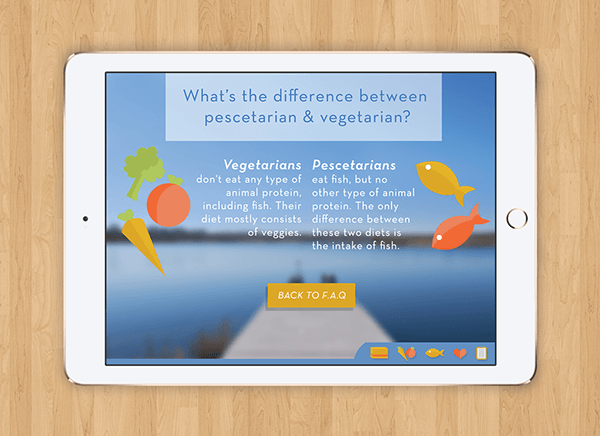 What's the difference between
pescetarian & vegetarian?
Vegetarians
don't eat any type of
animal protein,
including fish. Their
diet mostly consists
of veggies.
Pescetarians
eat fish, but no
other type of animal
protein. The only
difference between
these two diets is
the intake of fish.
BACK TO F.A.Q